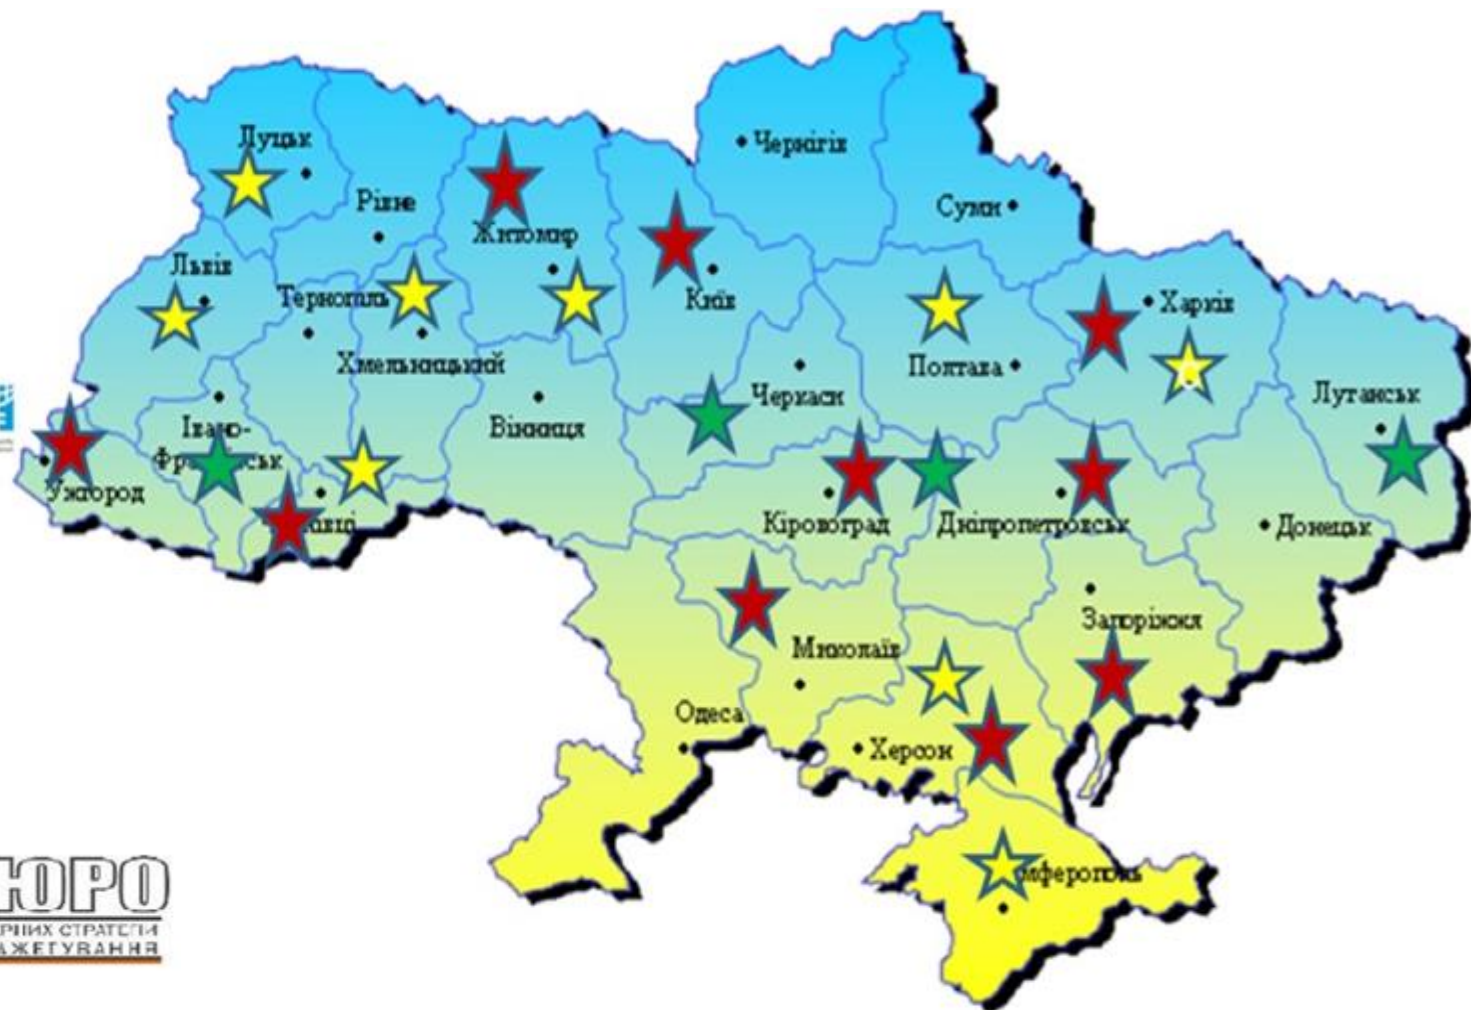 Луцьк
Чернігів
Рівне
Суми
Житомир
Львів
Тернопіль
Київ
Харків
Хмельницький
Полтава
Черкаси
Луганськ
Івано-
Вінниця
Ужгород
Кіровоград
Дніпропетровськ
Донецьк
Запоріжжя
Миколаїв
Одеса
Херсон